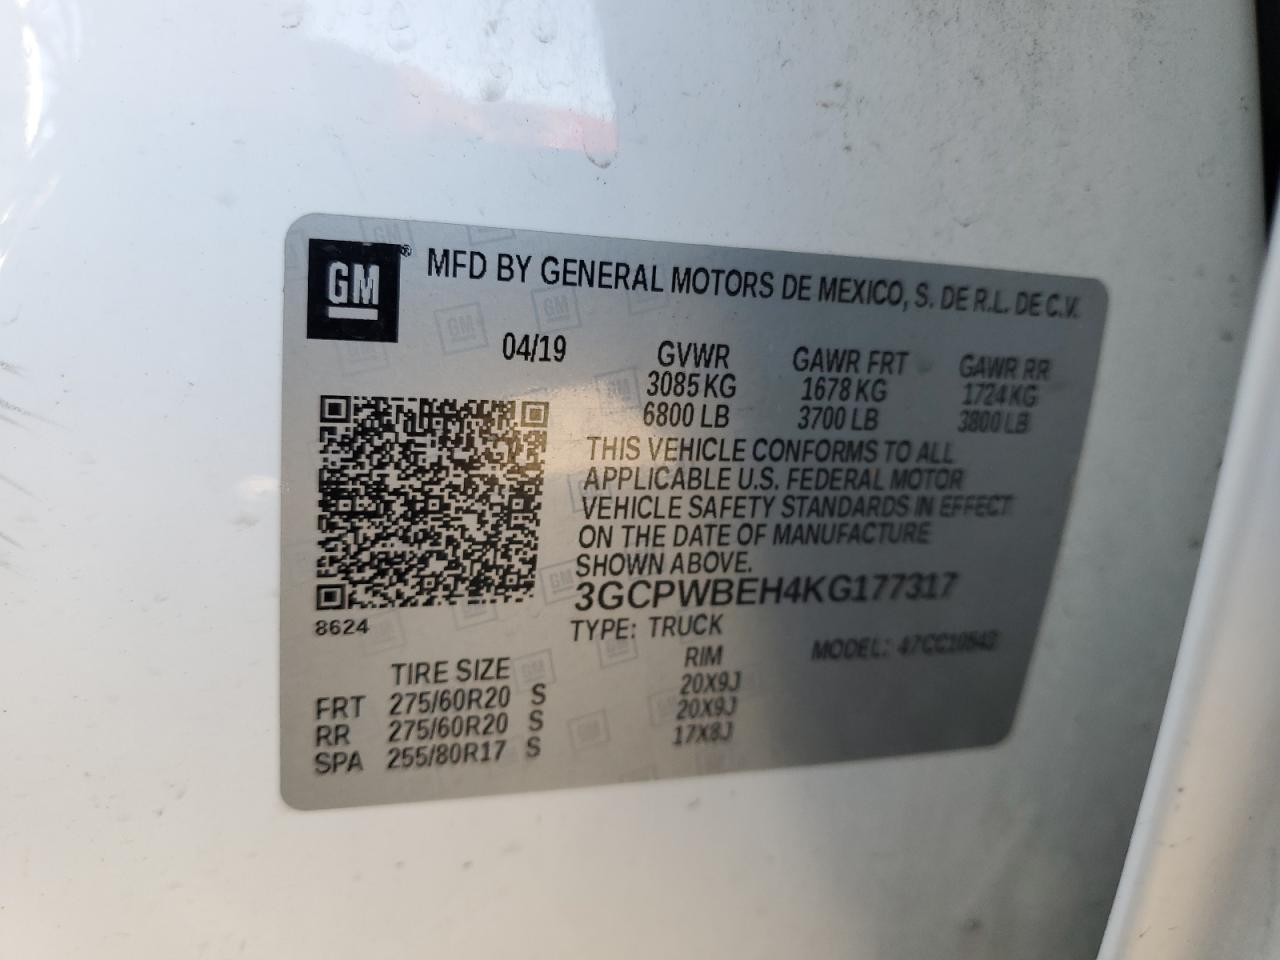 GM® MFD BY GENERAL MOTORS DE MEXICO, S. DE R.L. DE C.V.
04/19 GVWR GAWR FRT GAWR RR
3085 KG 1678 KG 1724 KG
6800 LB 3700 LB 3800 LB
THIS VEHICLE CONFORMS TO ALL
APPLICABLE U.S. FEDERAL MOTOR
VEHICLE SAFETY STANDARDS IN EFFECT
ON THE DATE OF MANUFACTURE
SHOWN ABOVE.
3GCPWBEH4KG177317
8624
TYPE: TRUCK
MODEL:
TIRE SIZE RIM
FRT 275/60R20 S 20X9J
RR 275/60R20 S 20X9J
SPA 255/80R17 S 17X8J